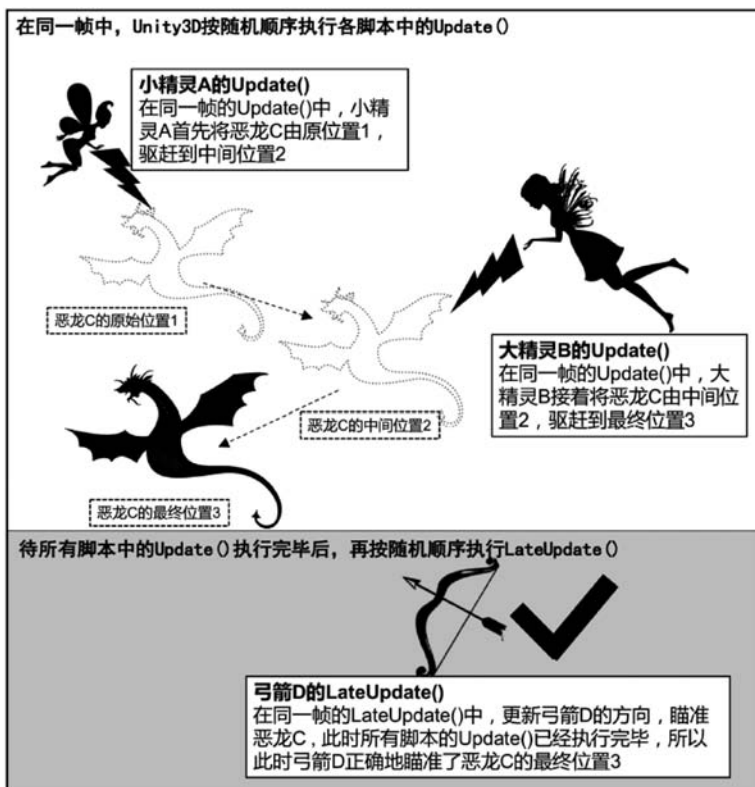 在同一帧中，Unity3D按随机顺序执行各脚本中的Update()
小精灵A的Update()
在同一帧的Update()中，小精
灵A首先将恶龙C由原位置1，
驱赶到中间位置2
恶龙C的原始位置1
大精灵B的Update()
在同一帧的Update()中，大
精灵B接着将恶龙C由中间位
置2，驱赶到最终位置3
恶龙C的中间位置2
恶龙C的最终位置3
待所有脚本中的Update()执行完毕后，再按随机顺序执行LateUpdate()
弓箭D的LateUpdate()
在同一帧的LateUpdate()中，更新弓箭D的方向，瞄准
恶龙C，此时所有脚本的Update()已经执行完毕，所以
此时弓箭D正确地瞄准了恶龙C的最终位置3